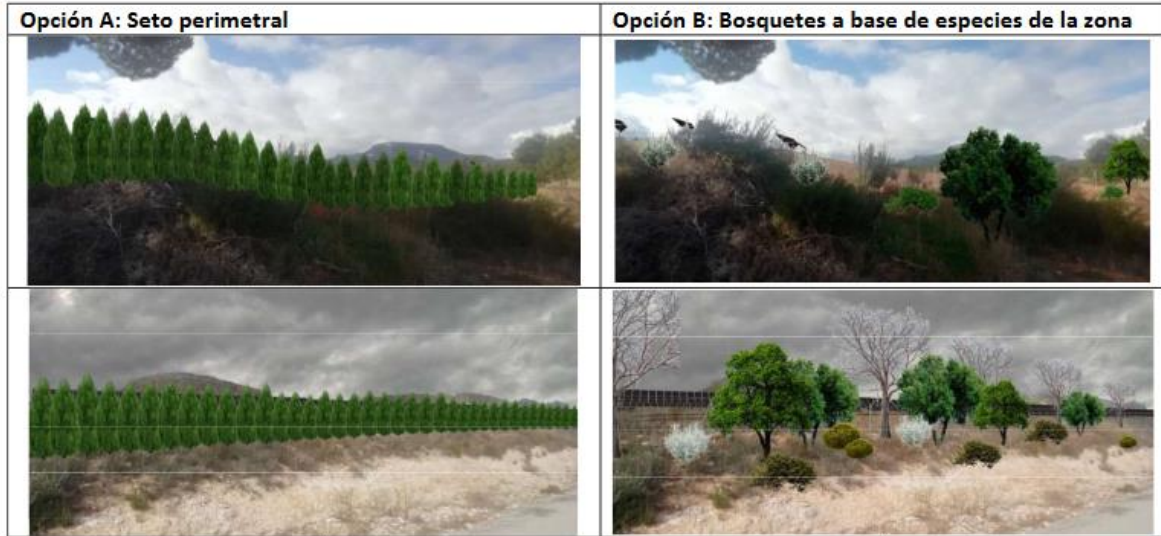 Opción A: Seto perimetral
Opción B: Bosquetes a base de especies de la zona